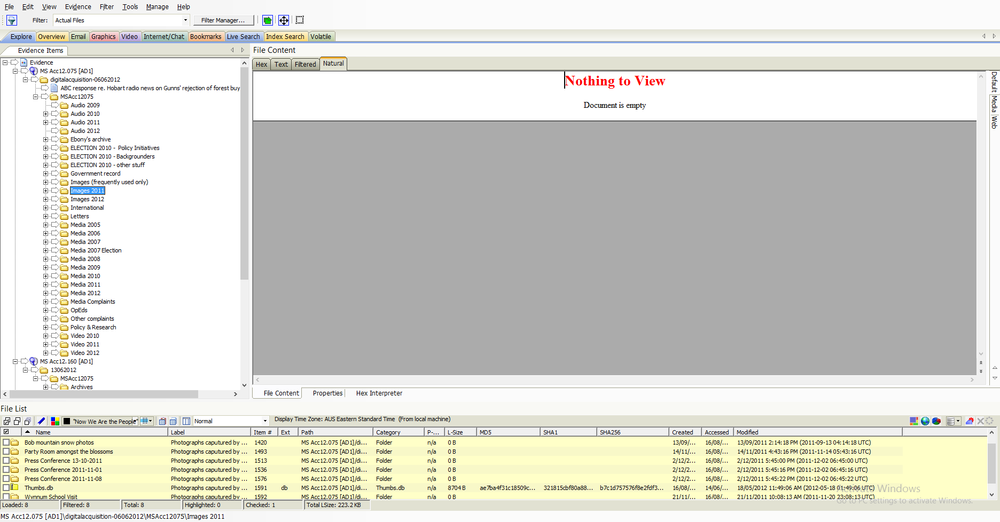 File Edit View Evidence Filter Tools Manage Help
Filter: Actual Files Filter Manager...
Explore Overview Email Graphics Video Internet/Chat Bookmarks Live Search Index Search Volatile
Evidence Items
Evidence
MS Acc12.075 [AD1]
digitalacquisition-06062012
ABC response re. Hobart radio news on Gunns' rejection of forest buy
MSAcc12075
Audio 2009
Audio 2010
Audio 2011
Audio 2012
Ebony's archive
ELECTION 2010 - Policy Initiatives
ELECTION 2010 - Backgrounders
ELECTION 2010 - other stuff
Government record
Images (frequently used only)
Images 2011
Images 2012
International
Letters
Media 2005
Media 2006
Media 2007
Media 2007 Election
Media 2008
Media 2009
Media 2010
Media 2011
Media 2012
Media Complaints
OpEds
Other complaints
Policy & Research
Video 2010
Video 2011
Video 2012
MS Acc12.160 [AD1]
13062012
MSAcc12075
Archives
File Content
Hex Text Filtered Natural
Nothing to View
Document is empty
Default Media Web
File Content Properties Hex Interpreter
File List
"Now We Are the People" Normal Display Time Zone: AUS Eastern Standard Time (From local machine)
Name Label Item # Ext Path Category P-... L-Size MD5 SHA1 SHA256 Created Accessed Modified
Bob mountain snow photos Photographs caputured by ... 1420 MS Acc12.075 [AD1]/di... Folder n/a 0 B 13/09/... 16/08/... 13/09/2011 2:14:18 PM (2011-09-13 04:14:18 UTC)
Party Room amongst the blossoms Photographs caputured by ... 1493 MS Acc12.075 [AD1]/di... Folder n/a 0 B 14/11/... 16/08/... 14/11/2011 4:43:16 PM (2011-11-14 05:43:16 UTC)
Press Conference 13-10-2011 Photographs caputured by ... 1513 MS Acc12.075 [AD1]/di... Folder n/a 0 B 2/12/2... 16/08/... 2/12/2011 5:45:00 PM (2011-12-02 06:45:00 UTC)
Press Conference 2011-11-01 Photographs caputured by ... 1536 MS Acc12.075 [AD1]/di... Folder n/a 0 B 2/12/2... 16/08/... 2/12/2011 5:45:16 PM (2011-12-02 06:45:16 UTC)
Press Conference 2011-11-08 Photographs caputured by ... 1576 MS Acc12.075 [AD1]/di... Folder n/a 0 B 2/12/2... 16/08/... 2/12/2011 5:45:22 PM (2011-12-02 06:45:22 UTC)
Thumbs.db Photographs caputured by ... 1591 db MS Acc12.075 [AD1]/di... Thumbs.db n/a 8704 B ae7ba4f31c18509c... 321815cbf80a88... b7c1d757576f8e2fdf3... 16/08/... 14/06/... 18/05/2012 11:49:06 AM (2012-05-18 01:49:06 UTC)
Wynnum School Visit Photographs caputured by ... 1592 MS Acc12.075 [AD1]/di... Folder n/a 0 B 21/11/... 16/08/... 21/11/2011 10:08:13 AM (2011-11-20 23:08:13 UTC)
Activate Windows
Go to PC settings to activate Windows.
Loaded: 8 Filtered: 8 Total: 8 Highlighted: 0 Checked: 1 Total LSize: 223.2 KB
MS Acc12.075 [AD1]\digitalacquisition-06062012\MSAcc12075\Images 2011